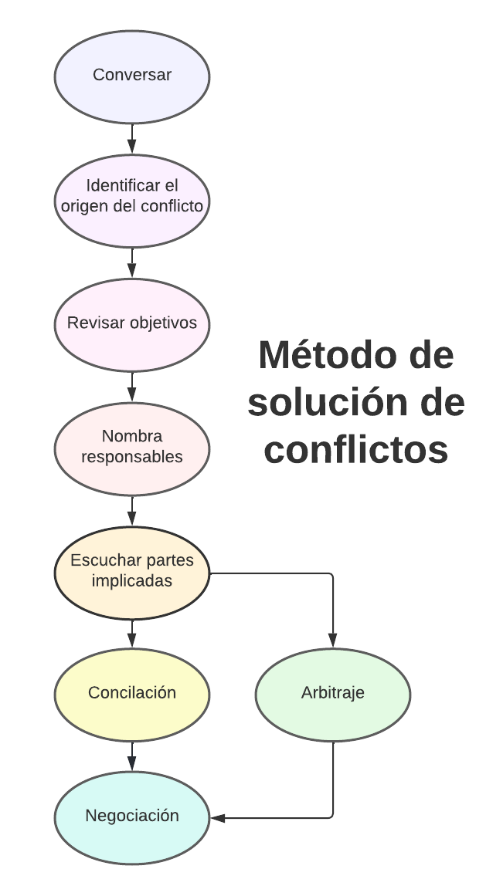 Conversar
Identificar el
origen del conflicto
Revisar objetivos
Método de
solución de
conflictos
Nombra
responsables
Escuchar partes
implicadas
Concilación
Arbitraje
Negociación